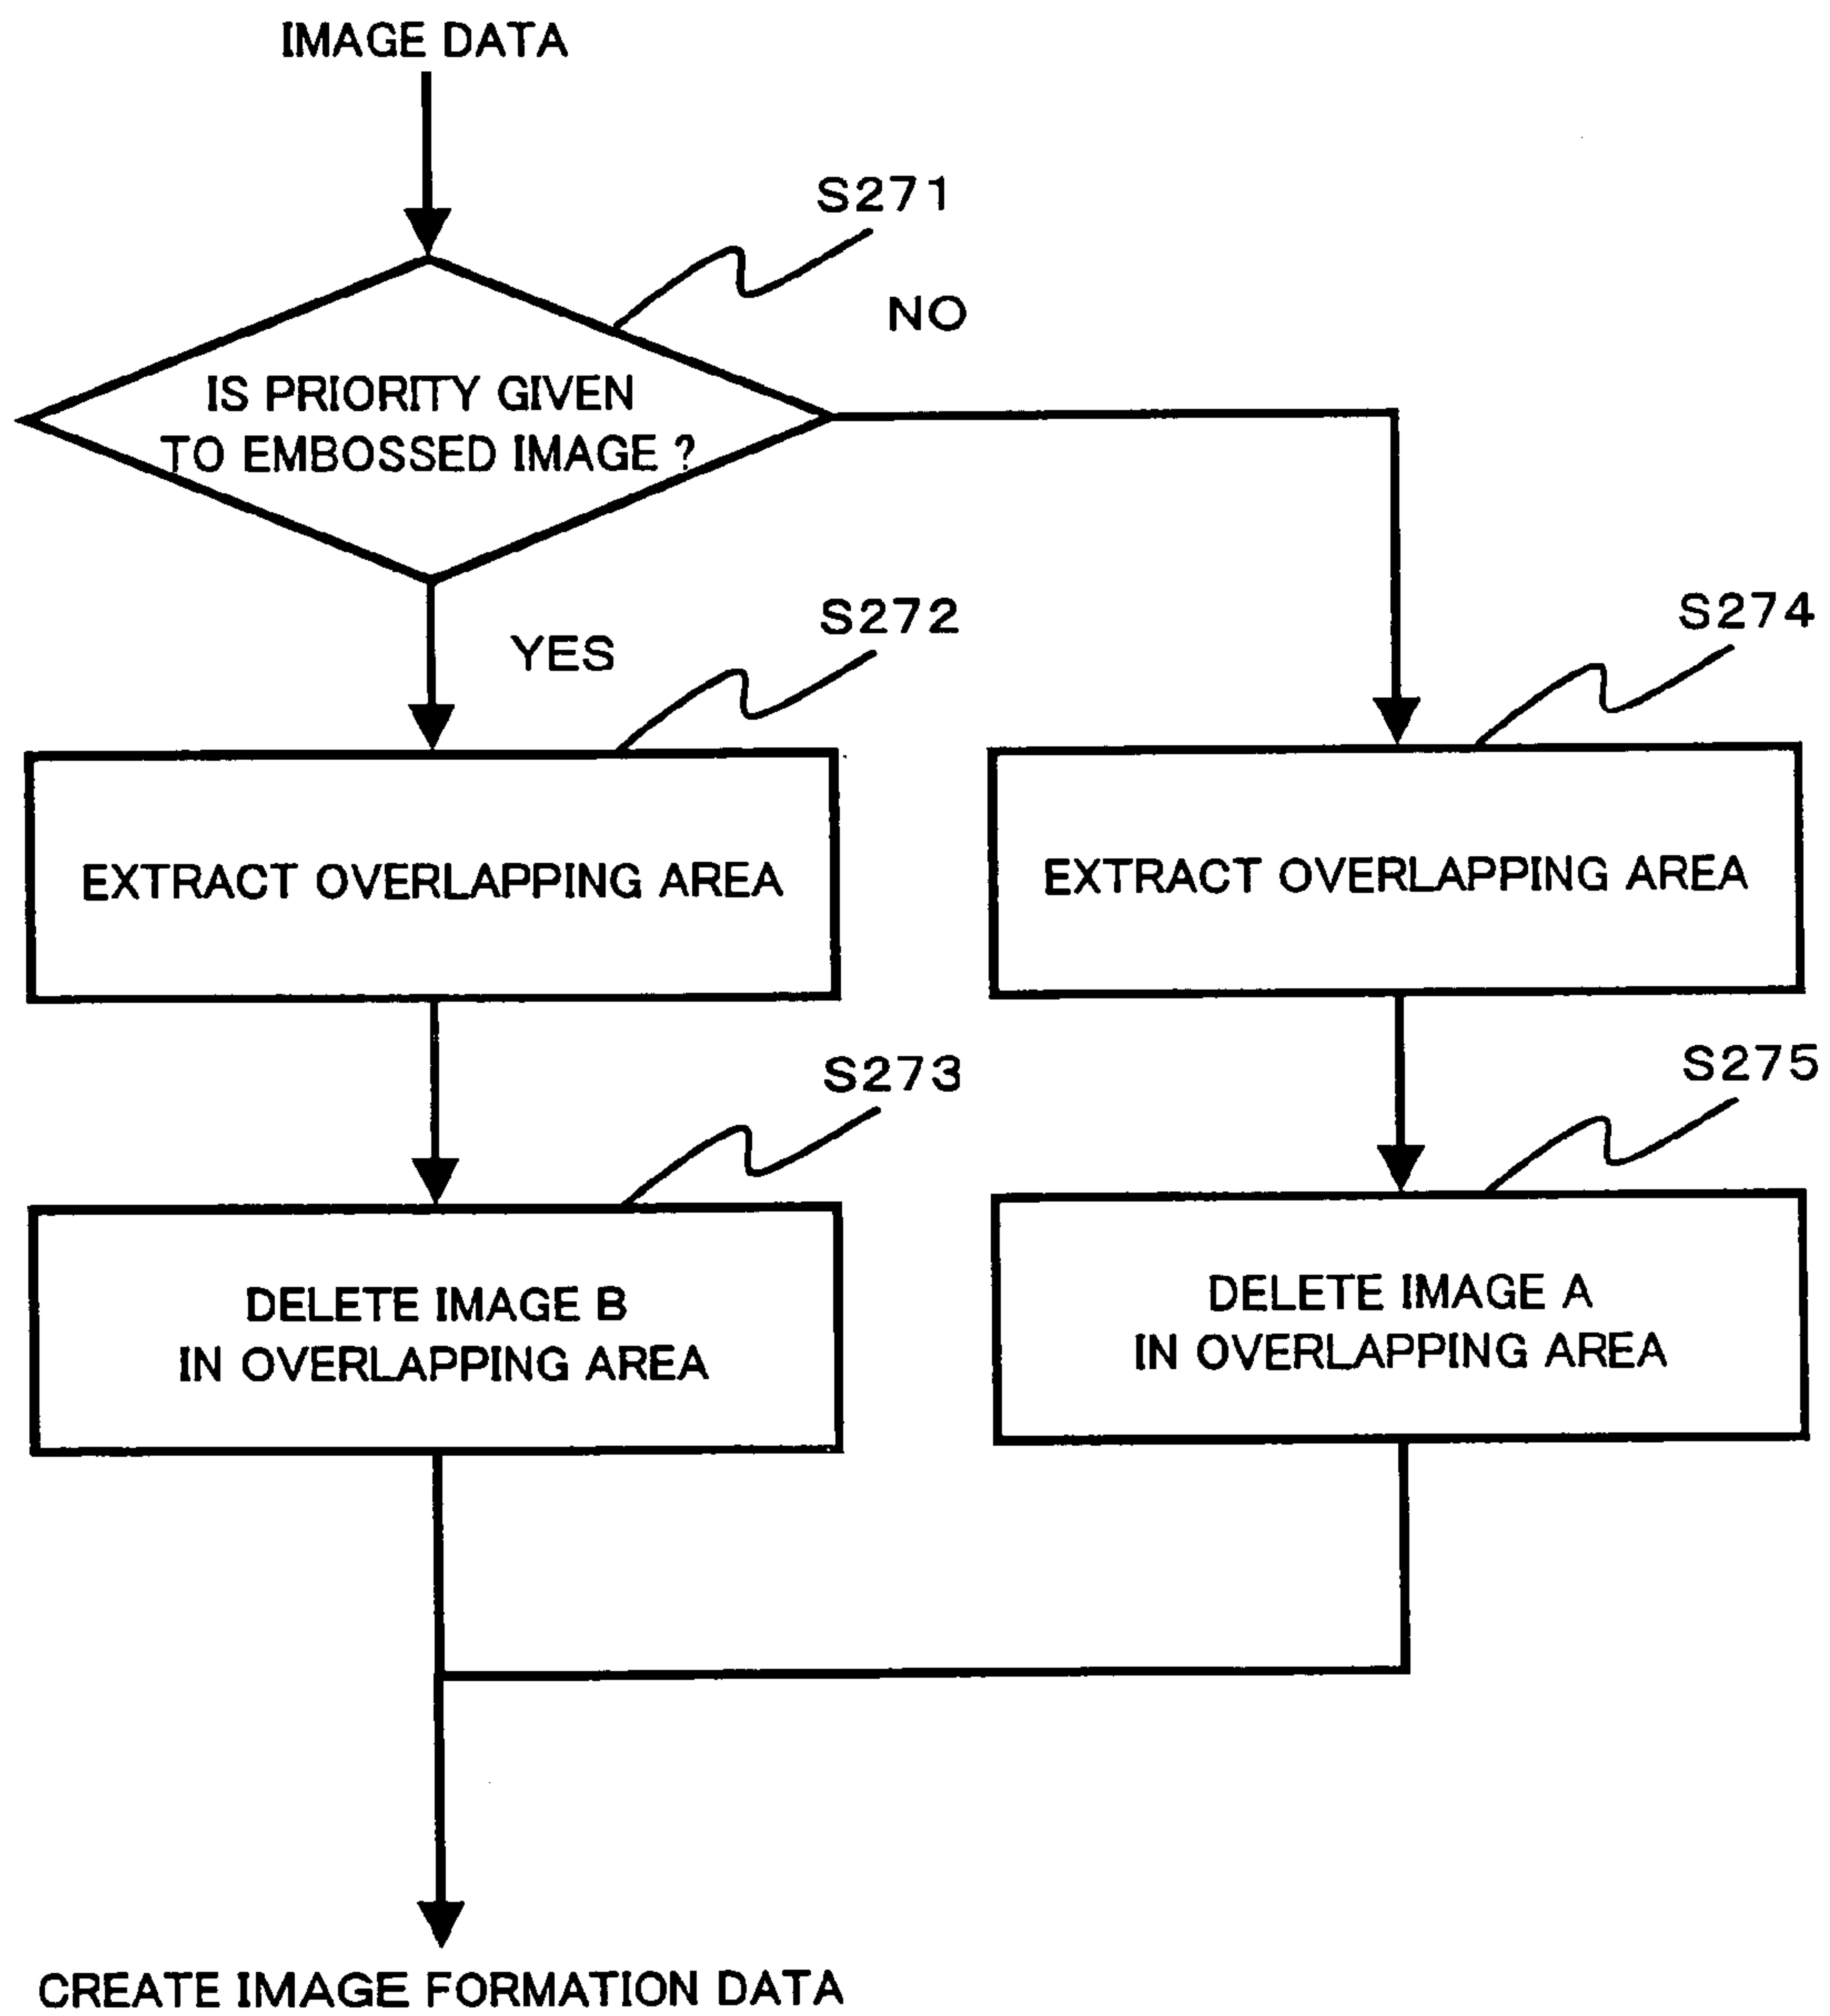 IMAGE DATA
S271
NO
IS PRIORITY GIVEN
TO EMBOSSED IMAGE ?
YES
S272
S274
EXTRACT OVERLAPPING AREA
EXTRACT OVERLAPPING AREA
S273
S275
DELETE IMAGE B
IN OVERLAPPING AREA
DELETE IMAGE A
IN OVERLAPPING AREA
CREATE IMAGE FORMATION DATA